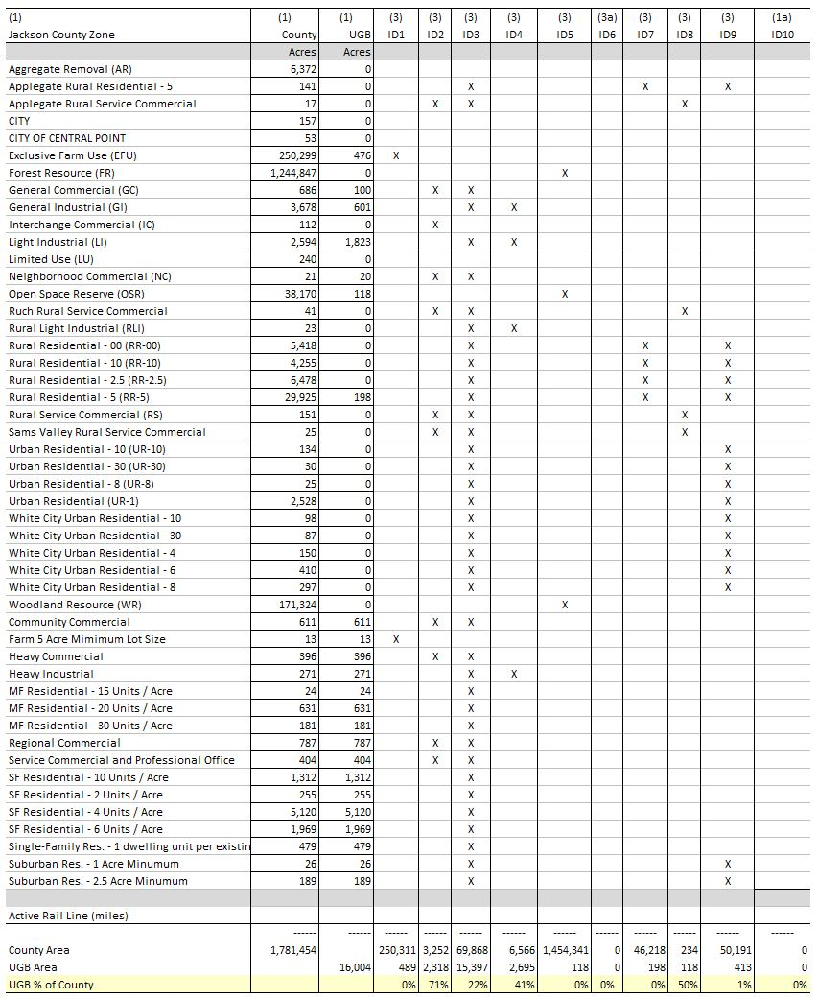 (1) (1) (1) (3) (3) (3) (3) (3) (3a) (3) (3) (3) (1a)
Jackson County Zone County UGB ID1 ID2 ID3 ID4 ID5 ID6 ID7 ID8 ID9 ID10
Acres Acres
Aggregate Removal (AR) 6,372 0
Applegate Rural Residential - 5 141 0 X X X
Applegate Rural Service Commercial 17 0 X X X
CITY 157 0
CITY OF CENTRAL POINT 53 0
Exclusive Farm Use (EFU) 250,299 476 X
Forest Resource (FR) 1,244,847 0 X
General Commercial (GC) 686 100 X X
General Industrial (GI) 3,678 601 X X
Interchange Commercial (IC) 112 0 X
Light Industrial (LI) 2,594 1,823 X X
Limited Use (LU) 240 0
Neighborhood Commercial (NC) 21 20 X X
Open Space Reserve (OSR) 38,170 118 X
Ruch Rural Service Commercial 41 0 X X X
Rural Light Industrial (RLI) 23 0 X X
Rural Residential - 00 (RR-00) 5,418 0 X X X
Rural Residential - 10 (RR-10) 4,255 0 X X X
Rural Residential - 2.5 (RR-2.5) 6,478 0 X X X
Rural Residential - 5 (RR-5) 29,925 198 X X X
Rural Service Commercial (RS) 151 0 X X X
Sams Valley Rural Service Commercial 25 0 X X X
Urban Residential - 10 (UR-10) 134 0 X X
Urban Residential - 30 (UR-30) 30 0 X X
Urban Residential - 8 (UR-8) 25 0 X X
Urban Residential (UR-1) 2,528 0 X X
White City Urban Residential - 10 98 0 X X
White City Urban Residential - 30 87 0 X X
White City Urban Residential - 4 150 0 X X
White City Urban Residential - 6 410 0 X X
White City Urban Residential - 8 297 0 X X
Woodland Resource (WR) 171,324 0 X
Community Commercial 611 611 X X
Farm 5 Acre Mimimum Lot Size 13 13 X
Heavy Commercial 396 396 X X
Heavy Industrial 271 271 X X
MF Residential - 15 Units / Acre 24 24 X
MF Residential - 20 Units / Acre 631 631 X
MF Residential - 30 Units / Acre 181 181 X
Regional Commercial 787 787 X X
Service Commercial and Professional Office 404 404 X X
SF Residential - 10 Units / Acre 1,312 1,312 X
SF Residential - 2 Units / Acre 255 255 X
SF Residential - 4 Units / Acre 5,120 5,120 X
SF Residential - 6 Units / Acre 1,969 1,969 X
Single-Family Res. - 1 dwelling unit per existin 479 479 X
Suburban Res. - 1 Acre Minumum 26 26 X X
Suburban Res. - 2.5 Acre Minumum 189 189 X X
Active Rail Line (miles)
------ ------ ------ ------ ------ ------ ------ ------ ------ ------ ------ ------
County Area 1,781,454 250,311 3,252 69,868 6,566 1,454,341 0 46,218 234 50,191 0
UGB Area 16,004 489 2,318 15,397 2,695 118 0 198 118 413 0
UGB % of County 0% 71% 22% 41% 0% 0% 0% 50% 1% 0%